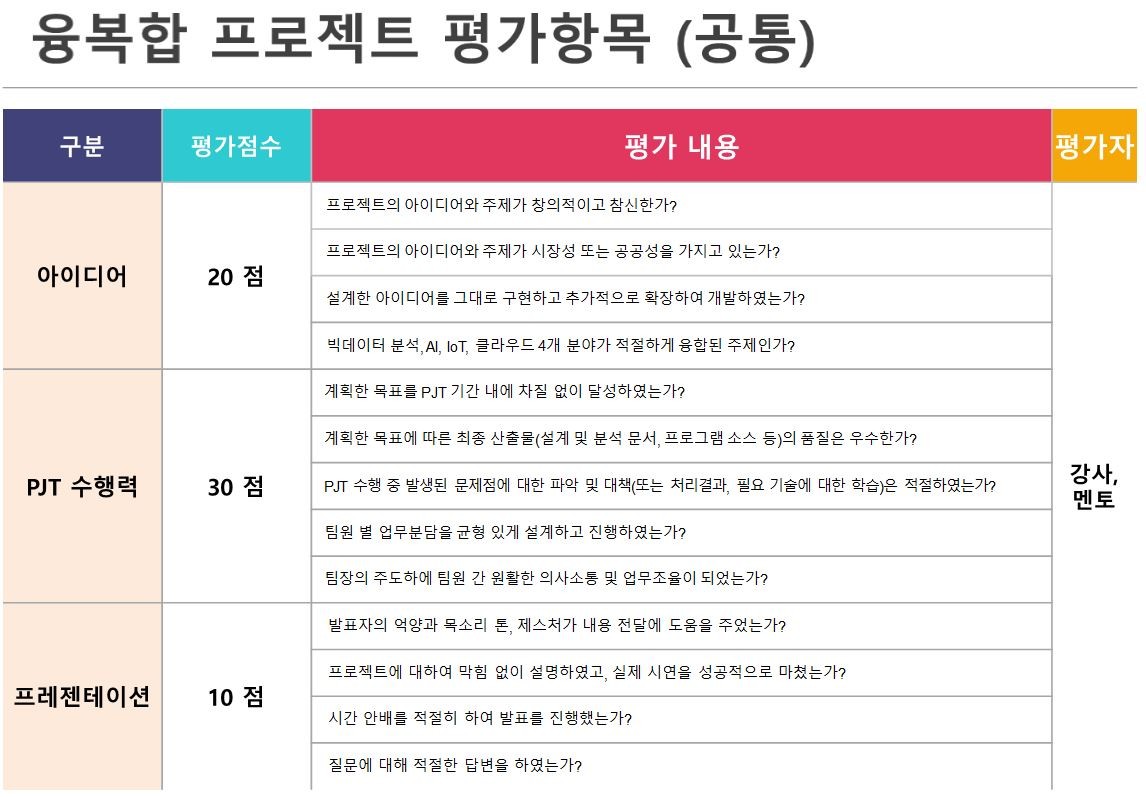 융복합 프로젝트 평가항목 (공통)
구분
평가점수
평가 내용
평가자
아이디어
20 점
프로젝트의 아이디어와 주제가 창의적이고 참신한가?
프로젝트의 아이디어와 주제가 시장성 또는 공공성을 가지고 있는가?
설계한 아이디어를 그대로 구현하고 추가적으로 확장하여 개발하였는가?
빅데이터 분석, AI, IoT, 클라우드 4개 분야가 적절하게 융합된 주제인가?
PJT 수행력
30 점
계획한 목표를 PJT 기간 내에 차질 없이 달성하였는가?
계획한 목표에 따른 최종 산출물(설계 및 분석 문서, 프로그램 소스 등)의 품질은 우수한가?
PJT 수행 중 발생된 문제점에 대한 파악 및 대책(또는 처리결과, 필요 기술에 대한 학습)은 적절하였는가?
팀원 별 업무분담을 균형 있게 설계하고 진행하였는가?
팀장의 주도하에 팀원 간 원활한 의사소통 및 업무조율이 되었는가?
강사,
멘토
프레젠테이션
10 점
발표자의 억양과 목소리 톤, 제스처가 내용 전달에 도움을 주었는가?
프로젝트에 대하여 막힘 없이 설명하였고, 실제 시연을 성공적으로 마쳤는가?
시간 안배를 적절히 하여 발표를 진행했는가?
질문에 대해 적절한 답변을 하였는가?